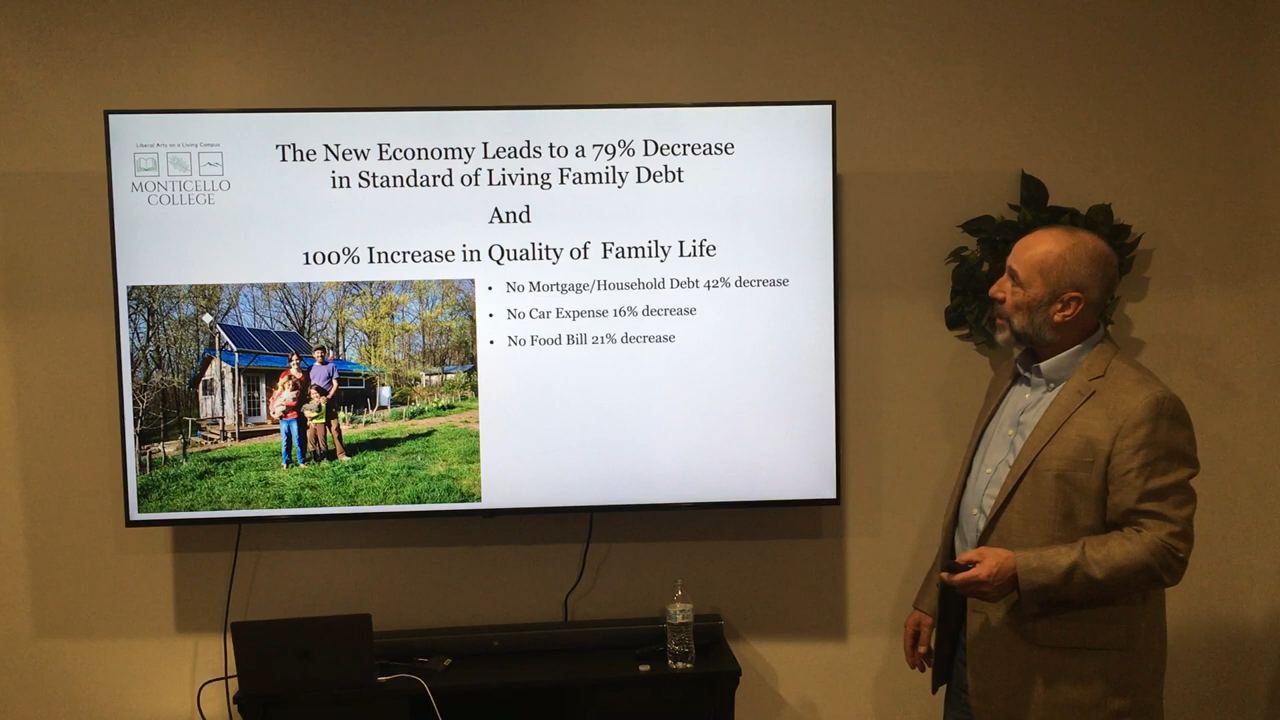 Liberal Arts on a Living Campus
MONTICELLO
COLLEGE
The New Economy Leads to a 79% Decrease
in Standard of Living Family Debt
And
100% Increase in Quality of Family Life
• No Mortgage/Household Debt 42% decrease
• No Car Expense 16% decrease
• No Food Bill 21% decrease